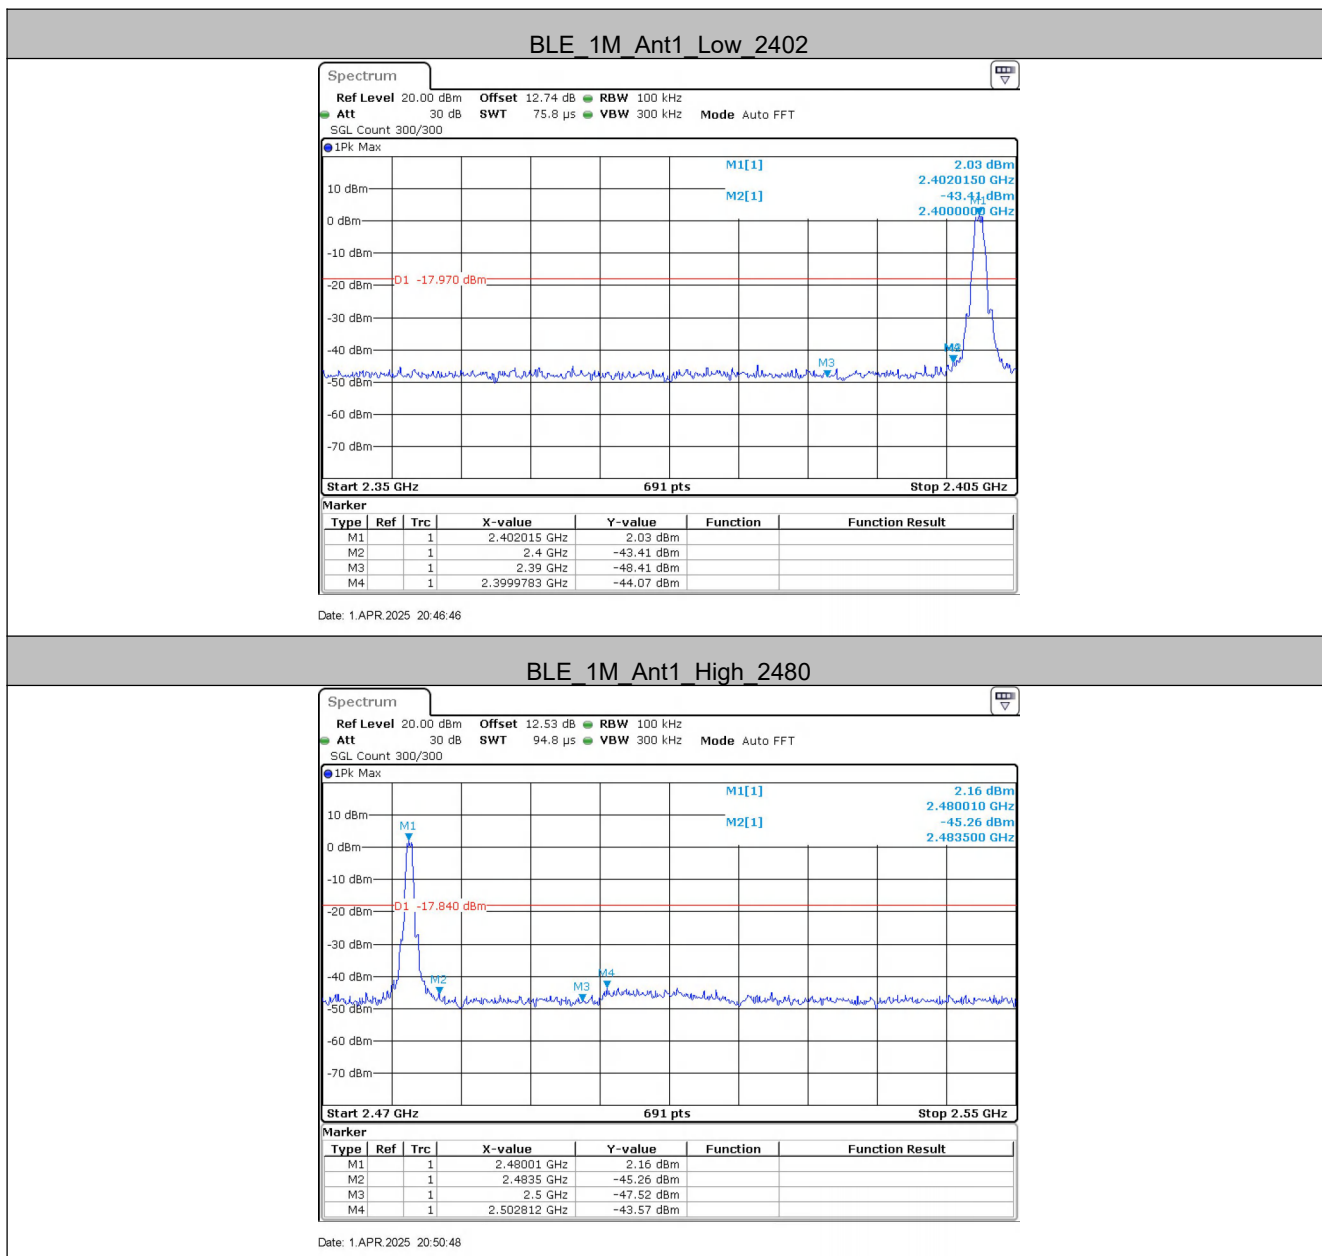 BLE_1M_Ant1_Low_2402
Spectrum
Ref Level 20.00 dBm Offset 12.74 dB RBW 100 kHz
Att 30 dB SWT 75.8 µs VBW 300 kHz Mode Auto FFT
SGL Count 300/300
1Pk Max
M1[1] 2.03 dBm
2.4020150 GHz
M2[1] -43.41 dBm
2.4000000 GHz
M1
10 dBm
0 dBm
-10 dBm
D1 -17.970 dBm
-20 dBm
-30 dBm
-40 dBm
M3
-50 dBm
-60 dBm
-70 dBm
Start 2.35 GHz 691 pts Stop 2.405 GHz
Marker
Type Ref Trc X-value Y-value Function Function Result
M1 1 2.402015 GHz 2.03 dBm
M2 1 2.4 GHz -43.41 dBm
M3 1 2.39 GHz -48.41 dBm
M4 1 2.3999783 GHz -44.07 dBm
Date: 1.APR.2025 20:46:46
BLE_1M_Ant1_High_2480
Spectrum
Ref Level 20.00 dBm Offset 12.53 dB RBW 100 kHz
Att 30 dB SWT 94.8 µs VBW 300 kHz Mode Auto FFT
SGL Count 300/300
1Pk Max
M1[1] 2.16 dBm
2.480010 GHz
M2[1] -45.26 dBm
2.483500 GHz
10 dBm
M1
0 dBm
-10 dBm
D1 -17.840 dBm
-20 dBm
-30 dBm
-40 dBm
M2 M3 M4
-50 dBm
-60 dBm
-70 dBm
Start 2.47 GHz 691 pts Stop 2.55 GHz
Marker
Type Ref Trc X-value Y-value Function Function Result
M1 1 2.48001 GHz 2.16 dBm
M2 1 2.4835 GHz -45.26 dBm
M3 1 2.5 GHz -47.52 dBm
M4 1 2.502812 GHz -43.57 dBm
Date: 1.APR.2025 20:50:48